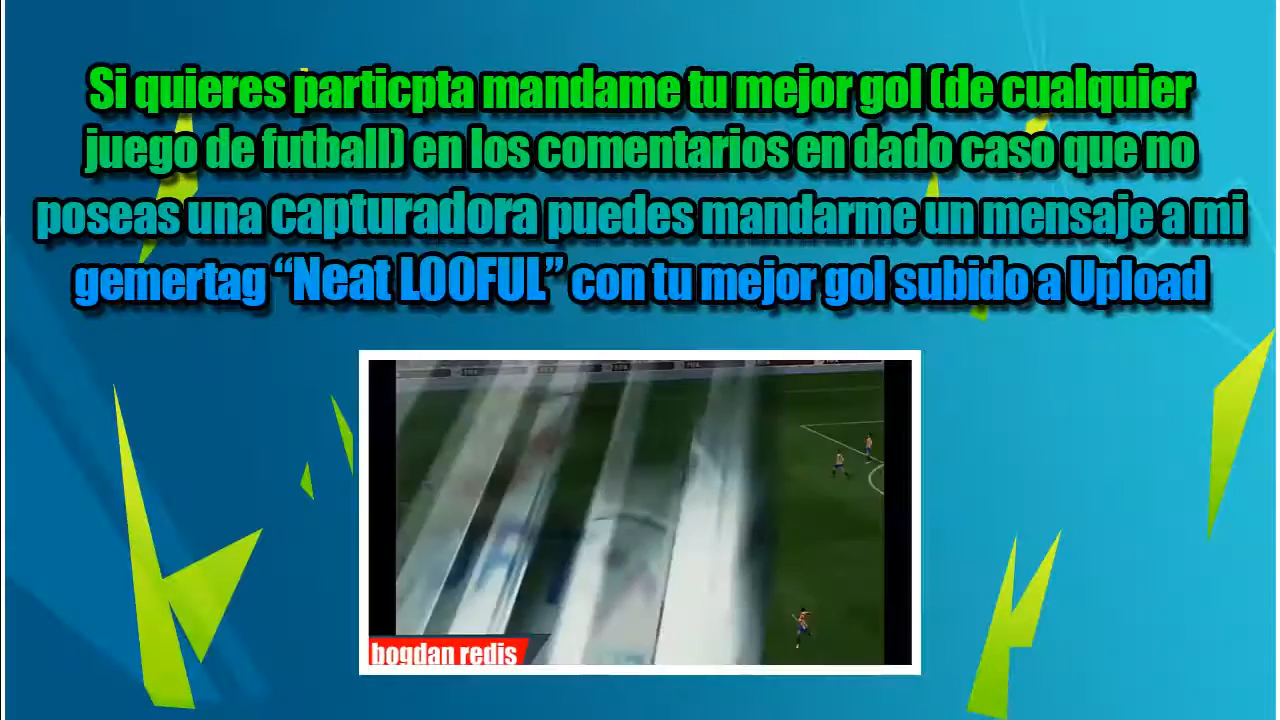 Si quieres particpta mandame tu mejor gol (de cualquier
juego de futball) en los comentarios en dado caso que no
poseas una capturadora puedes mandarme un mensaje a mi
gemertag “Neat LOOFUL” con tu mejor gol subido a Upload
bogdan redis